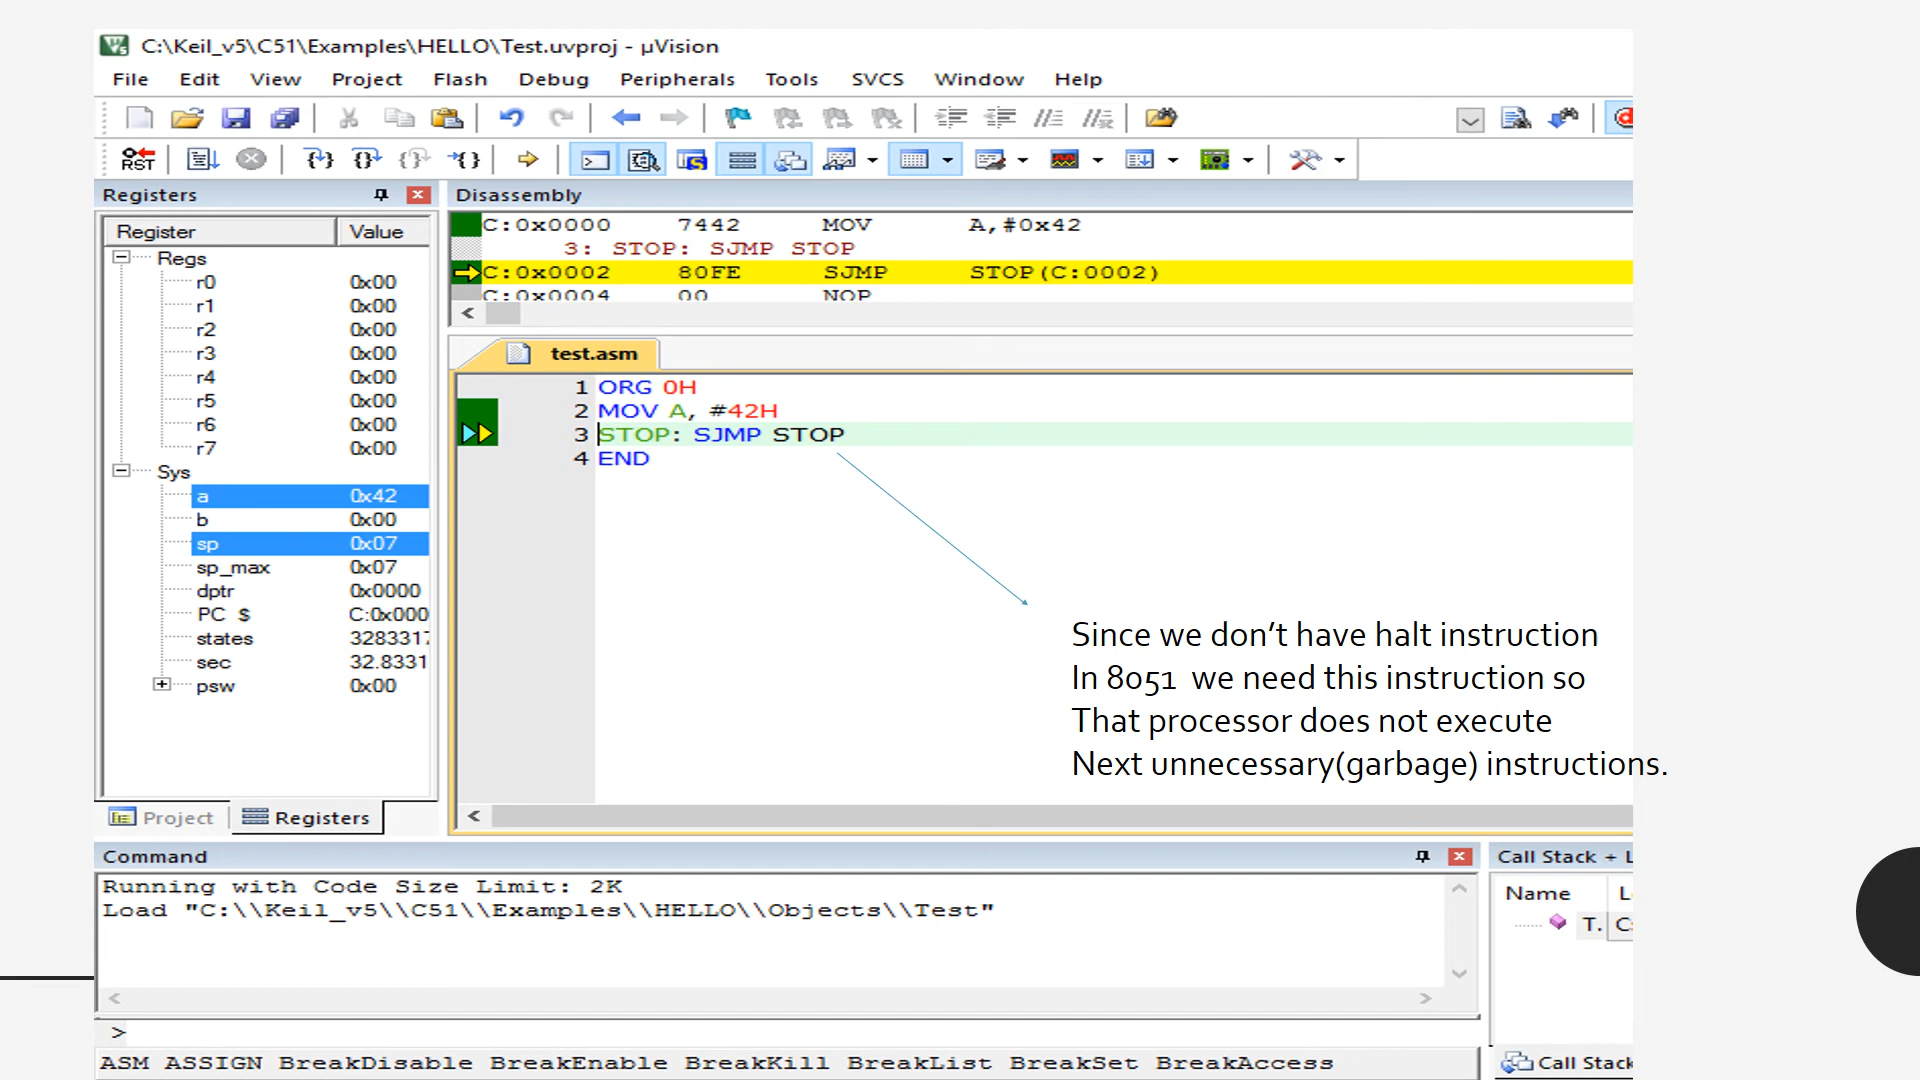 C:\Keil_v5\C51\Examples\HELLO\Test.uvproj - µVision
File Edit View Project Flash Debug Peripherals Tools SVCS Window Help
RST
Registers
Register Value
Regs
r0 0x00
r1 0x00
r2 0x00
r3 0x00
r4 0x00
r5 0x00
r6 0x00
r7 0x00
Sys
a 0x42
b 0x00
sp 0x07
sp_max 0x07
dptr 0x0000
PC $ C:0x000
states 3283317
sec 32.8331
psw 0x00
Project Registers
Disassembly
C:0x0000 7442 MOV A,#0x42
3: STOP: SJMP STOP
C:0x0002 80FE SJMP STOP(C:0002)
C:0x0004 00 NOP
test.asm
1 ORG 0H
2 MOV A, #42H
3 STOP: SJMP STOP
4 END
Since we don’t have halt instruction
In 8051 we need this instruction so
That processor does not execute
Next unnecessary(garbage) instructions.
Command
Running with Code Size Limit: 2K
Load "C:\\Keil_v5\\C51\\Examples\\HELLO\\Objects\\Test"
>
ASM ASSIGN BreakDisable BreakEnable BreakKill BreakList BreakSet BreakAccess
Call Stack + L
Name L
T. C
Call Stack